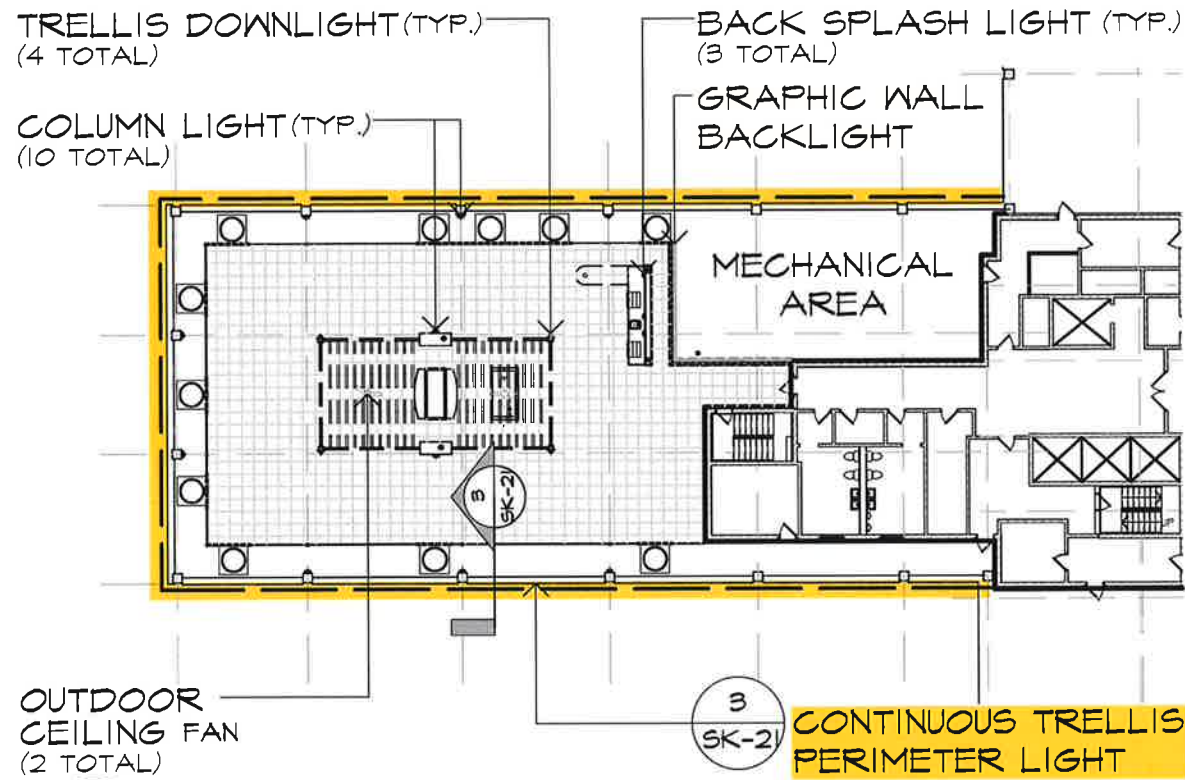 TRELLIS DOWNLIGHT (TYP.)
(4 TOTAL)
BACK SPLASH LIGHT (TYP.)
(3 TOTAL)
GRAPHIC WALL
BACKLIGHT
COLUMN LIGHT (TYP.)
(10 TOTAL)
MECHANICAL
AREA
3
SK-21
OUTDOOR
CEILING FAN
(2 TOTAL)
3
SK-21
CONTINUOUS TRELLIS
PERIMETER LIGHT